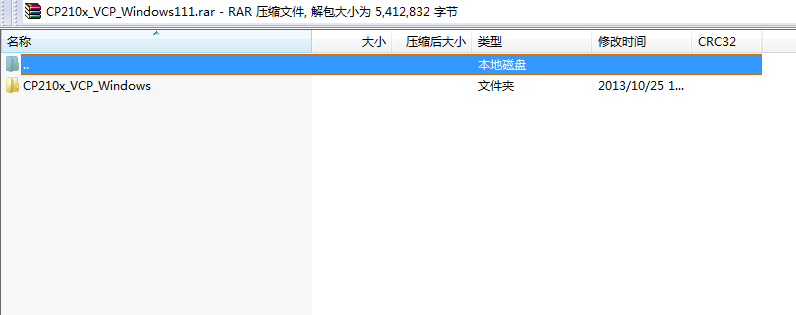 CP210x_VCP_Windows111.rar - RAR 压缩文件, 解包大小为 5,412,832 字节
名称 大小 压缩后大小 类型 修改时间 CRC32
.. 本地磁盘
CP210x_VCP_Windows 文件夹 2013/10/25 1...